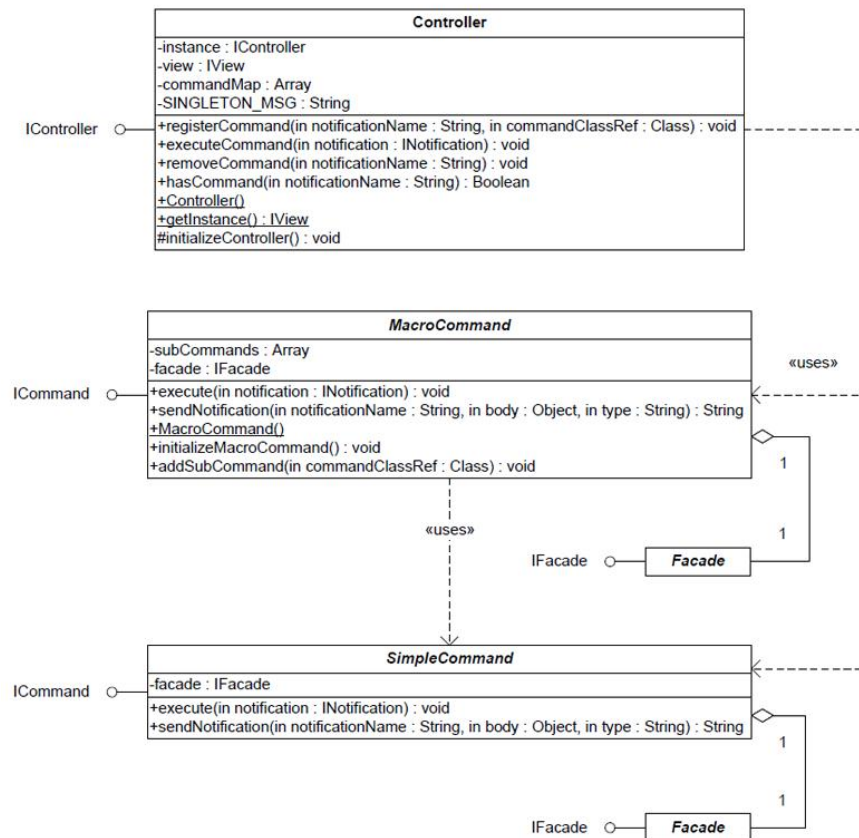 Controller
-instance : IController
-view : IView
-commandMap : Array
-SINGLETON_MSG : String
IController
+registerCommand(in notificationName : String, in commandClassRef : Class) : void
+executeCommand(in notification : INotification) : void
+removeCommand(in notificationName : String) : void
+hasCommand(in notificationName : String) : Boolean
+Controller()
+getInstance() : IView
#initializeController() : void
MacroCommand
-subCommands : Array
-facade : IFacade
«uses»
ICommand
+execute(in notification : INotification) : void
+sendNotification(in notificationName : String, in body : Object, in type : String) : String
+MacroCommand()
+initializeMacroCommand() : void
+addSubCommand(in commandClassRef : Class) : void
1
«uses»
1
IFacade
Facade
SimpleCommand
ICommand
-facade : IFacade
+execute(in notification : INotification) : void
+sendNotification(in notificationName : String, in body : Object, in type : String) : String
1
1
IFacade
Facade